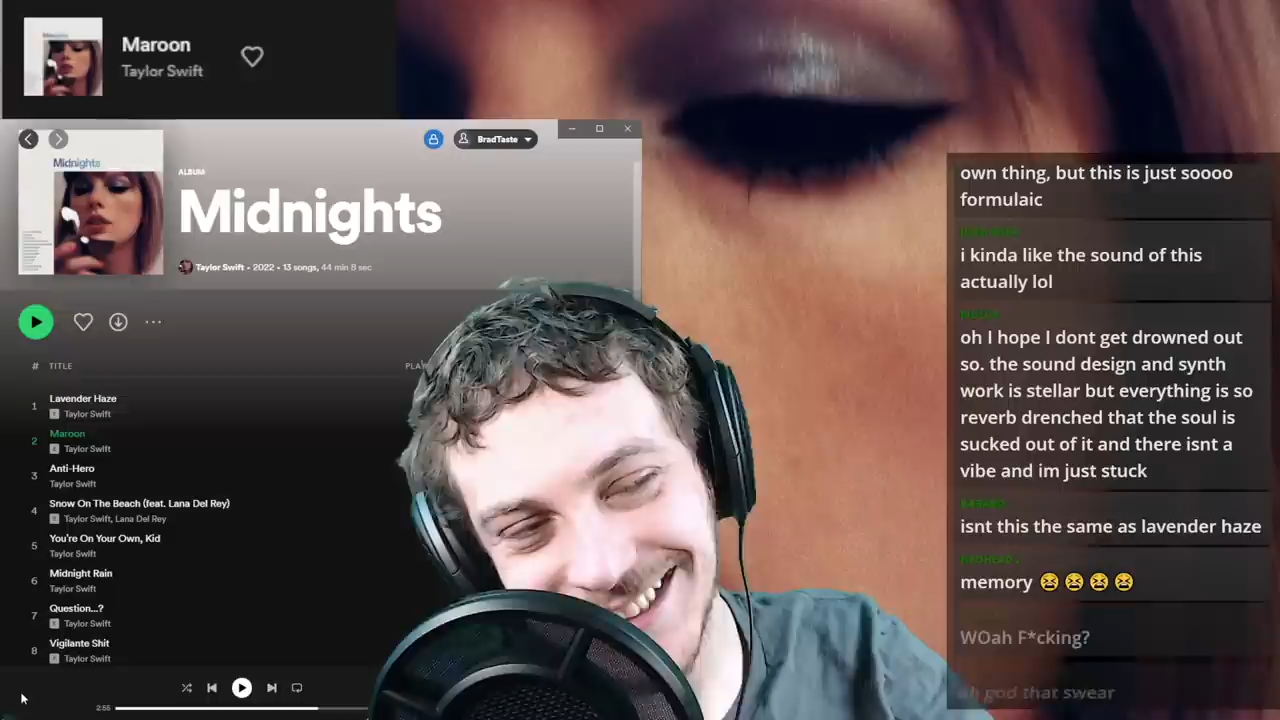 Maroon
Taylor Swift
Midnights
BradTaste
ALBUM
Midnights
Taylor Swift • 2022 • 13 songs, 44 min 8 sec
# TITLE
1 Lavender Haze
E Taylor Swift
2 Maroon
E Taylor Swift
3 Anti-Hero
Taylor Swift
4 Snow On The Beach (feat. Lana Del Rey)
E Taylor Swift, Lana Del Rey
5 You're On Your Own, Kid
Taylor Swift
6 Midnight Rain
Taylor Swift
7 Question...?
E Taylor Swift
8 Vigilante Shit
E Taylor Swift
2:55
own thing, but this is just soooo
formulaic
i kinda like the sound of this
actually lol
oh I hope I dont get drowned out
so. the sound design and synth
work is stellar but everything is so
reverb drenched that the soul is
sucked out of it and there isnt a
vibe and im just stuck
isnt this the same as lavender haze
memory 😫 😫 😫 😫
WOah F*cking?
god that swear